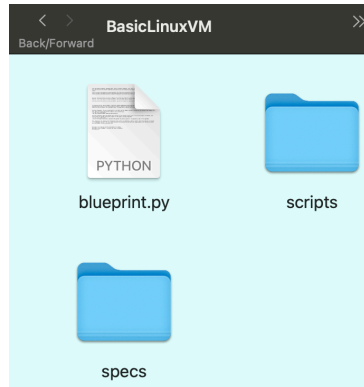 BasicLinuxVM
Back/Forward
PYTHON
blueprint.py
scripts
specs